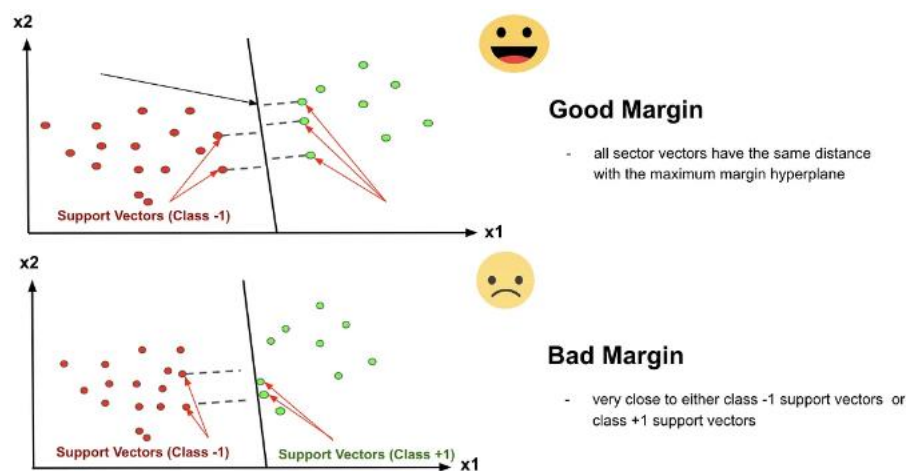 x2
Good Margin
- all sector vectors have the same distance
with the maximum margin hyperplane
Support Vectors (Class -1)
x1
x2
Bad Margin
- very close to either class -1 support vectors or
class +1 support vectors
Support Vectors (Class -1)
Support Vectors (Class +1)
x1